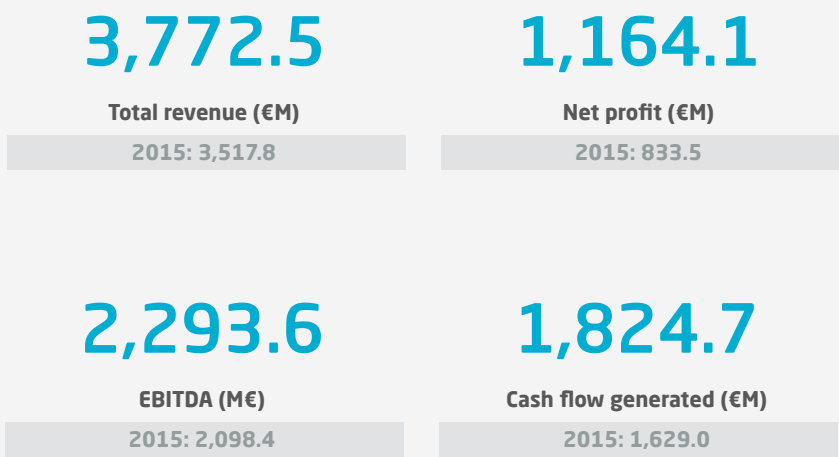 3,772.5
Total revenue (€M)
2015: 3,517.8
1,164.1
Net profit (€M)
2015: 833.5
2,293.6
EBITDA (M€)
2015: 2,098.4
1,824.7
Cash flow generated (€M)
2015: 1,629.0